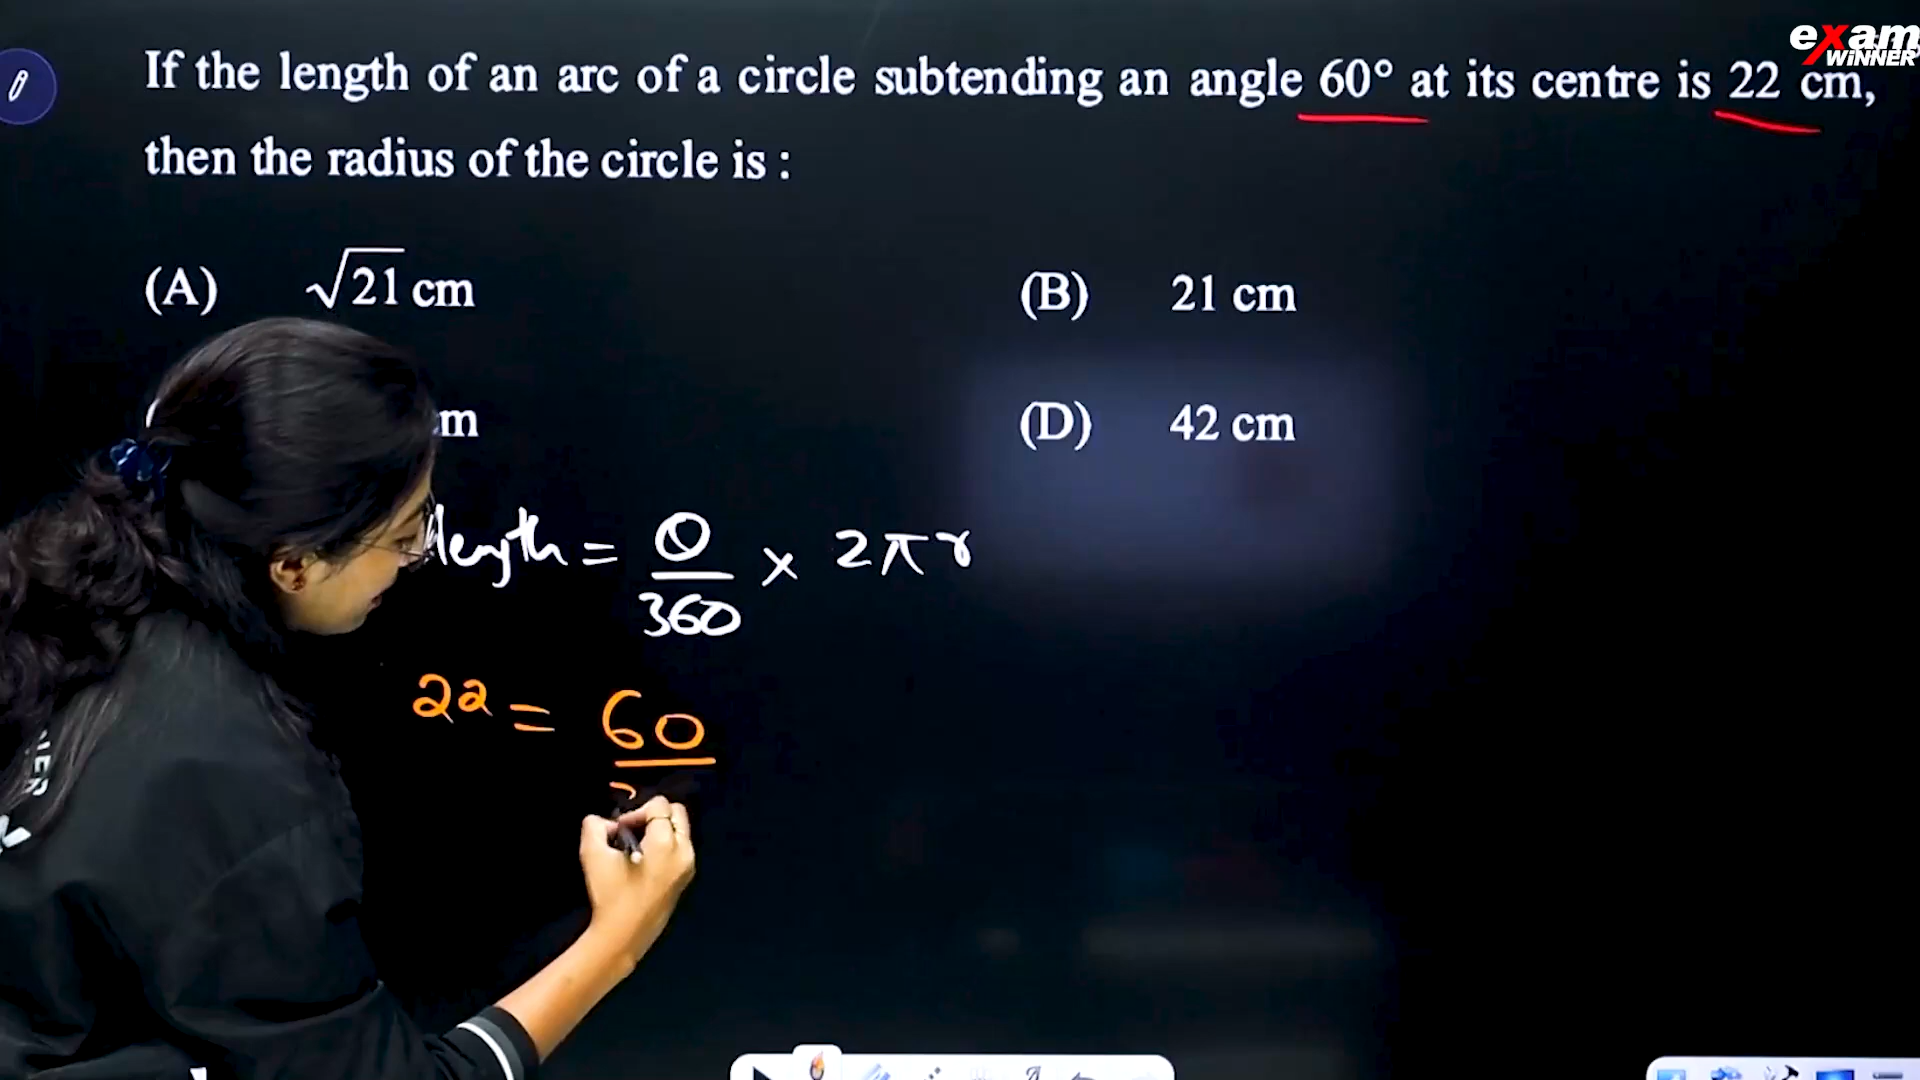 exam
WiNNER
If the length of an arc of a circle subtending an angle 60° at its centre is 22 cm,
then the radius of the circle is :
(A) √21 cm (B) 21 cm
(D) 42 cm
length = θ/360 × 2πr
22 = 60